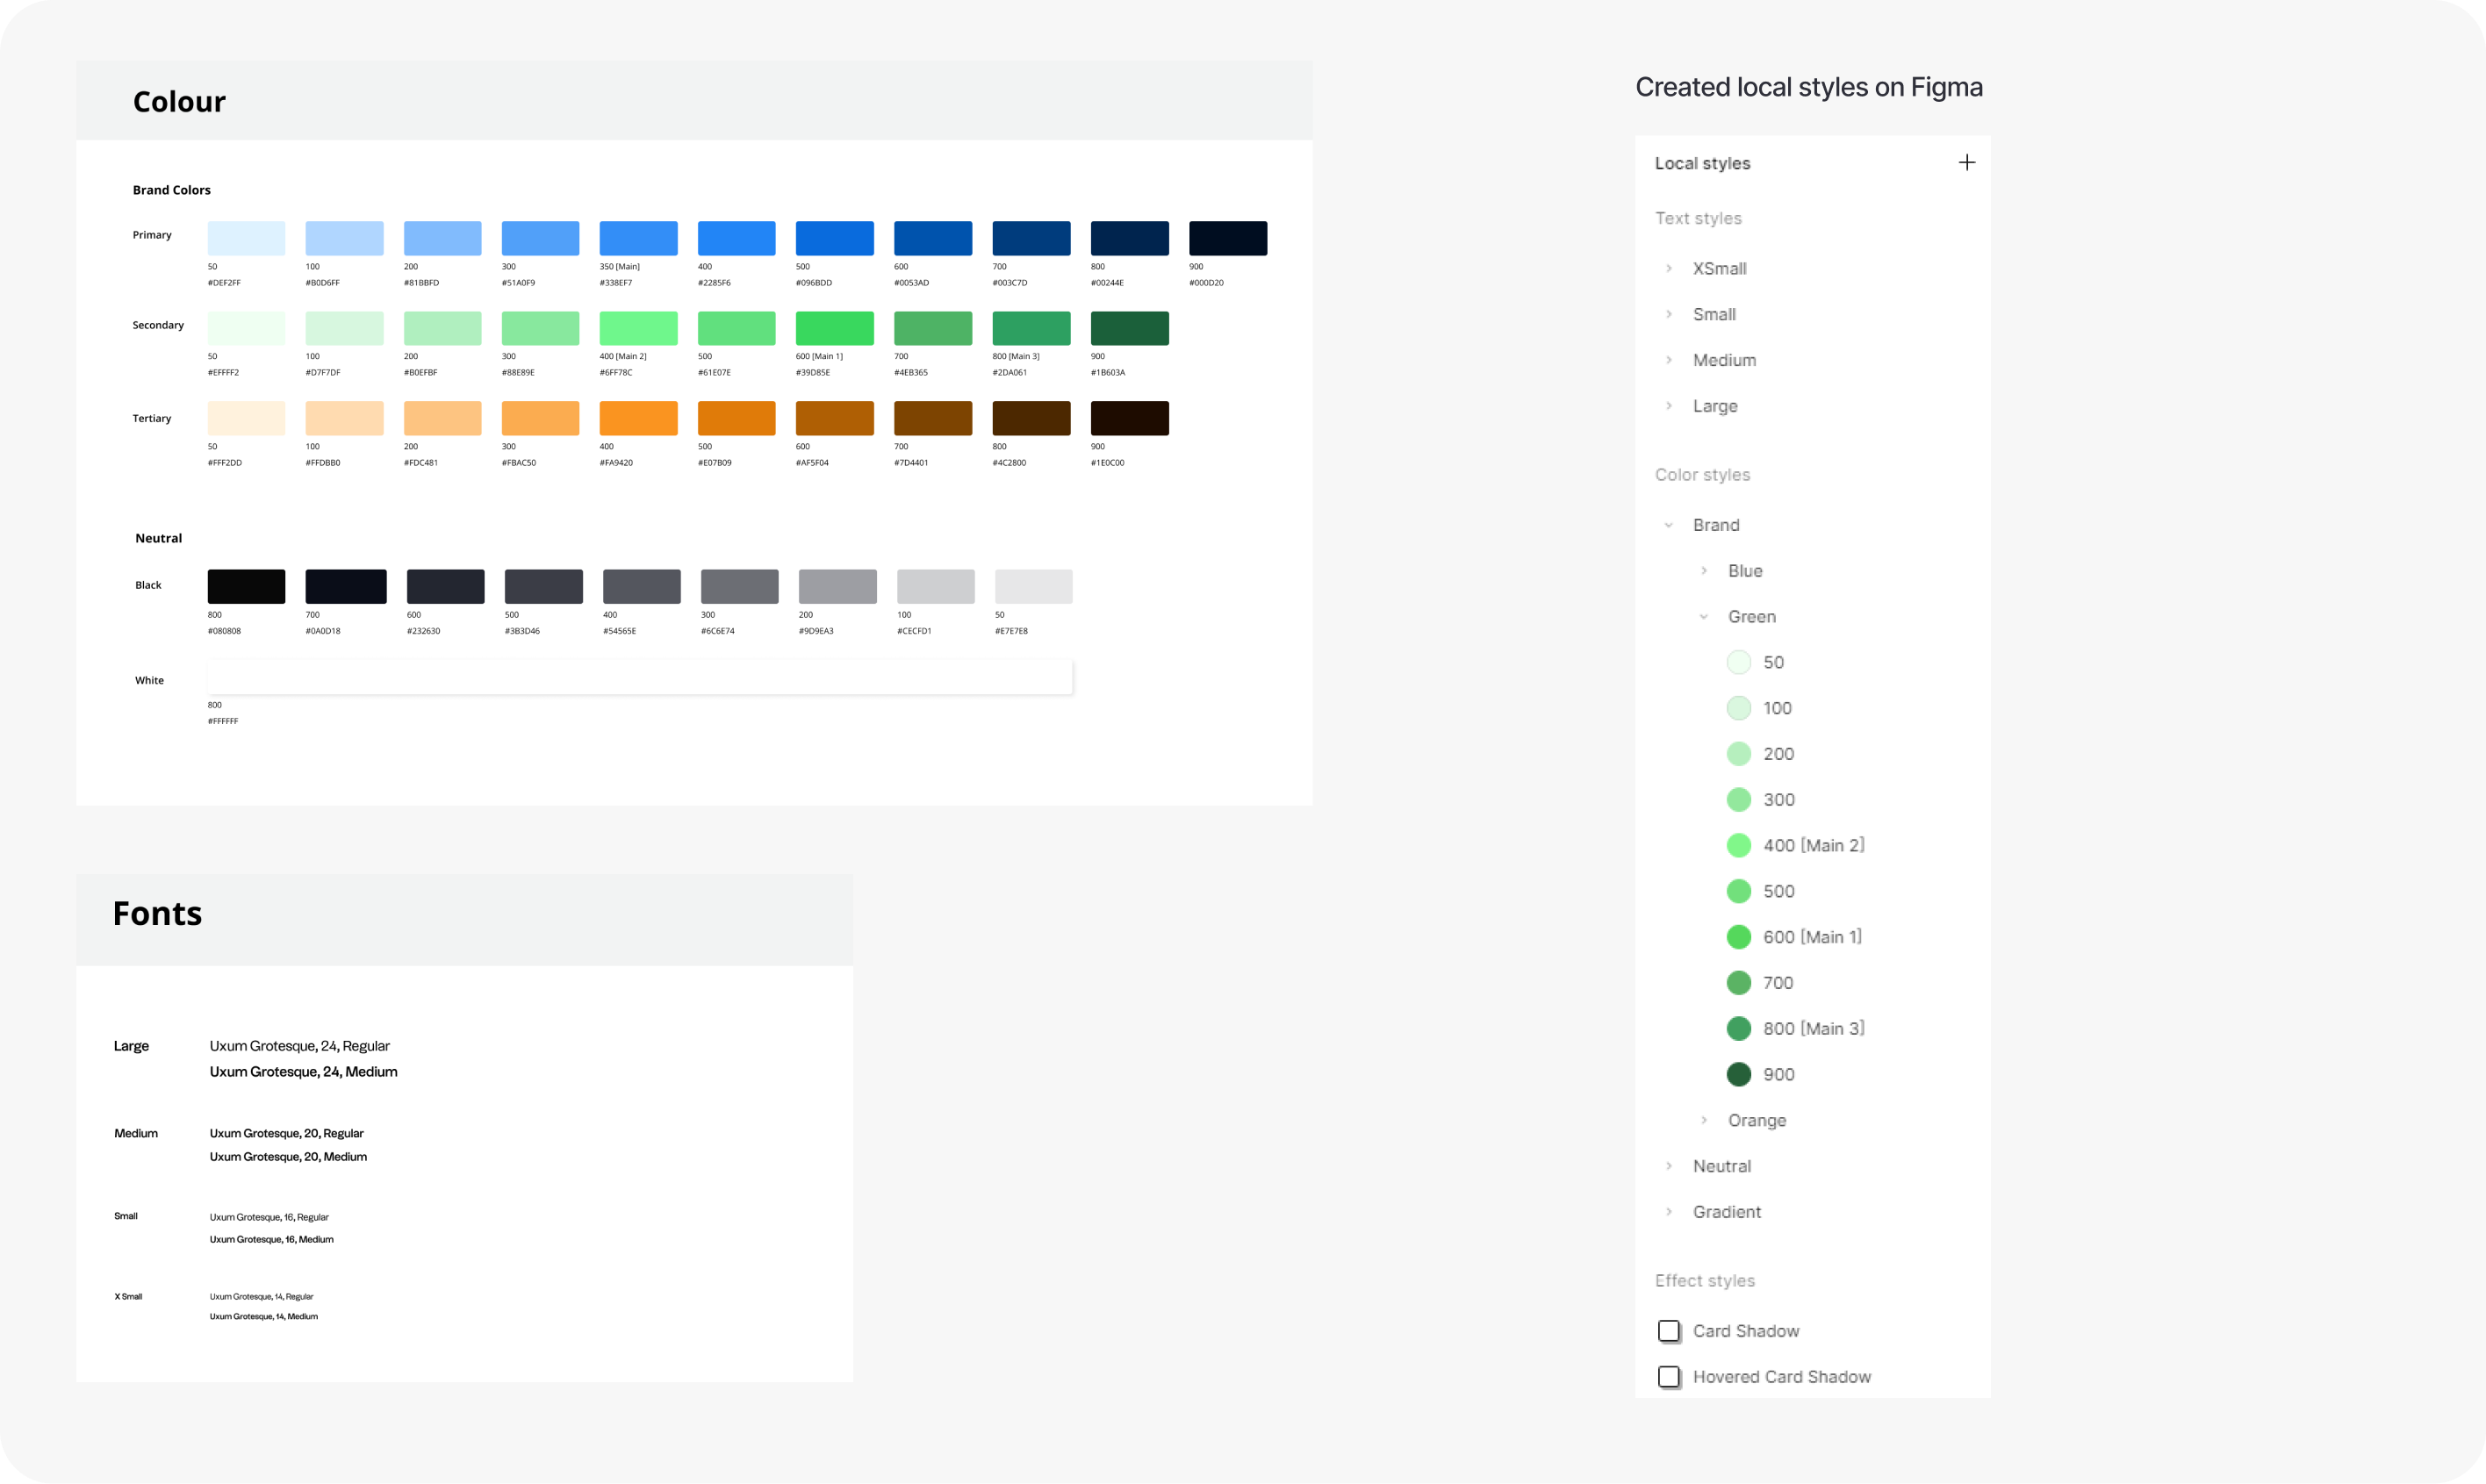 Colour
Brand Colors
Primary
50 100 200 300 350 [Main] 400 500 600 700 800 900
#DEF2FF #B0D6FF #81BBFD #51A0F9 #338EF7 #2285F6 #096BDD #0053AD #003C7D #00244E #000D20
Secondary
50 100 200 300 400 [Main 2] 500 600 [Main 1] 700 800 [Main 3] 900
#EFFFF2 #D7F7DF #B0EFBF #88E89E #6FF78C #61E07E #39D85E #4EB365 #2DA061 #1B603A
Tertiary
50 100 200 300 400 500 600 700 800 900
#FFF2DD #FFDBB0 #FDC481 #FBAC50 #FA9420 #E07B09 #AF5F04 #7D4401 #4C2800 #1E0C00
Neutral
Black
800 700 600 500 400 300 200 100 50
#080808 #0A0D18 #232630 #3B3D46 #54565E #6C6E74 #9D9EA3 #CECFD1 #E7E7E8
White
800
#FFFFFF
Fonts
Large
Uxum Grotesque, 24, Regular
Uxum Grotesque, 24, Medium
Medium
Uxum Grotesque, 20, Regular
Uxum Grotesque, 20, Medium
Small
Uxum Grotesque, 16, Regular
Uxum Grotesque, 16, Medium
X Small
Uxum Grotesque, 14, Regular
Uxum Grotesque, 14, Medium
Created local styles on Figma
Local styles
Text styles
XSmall
Small
Medium
Large
Color styles
Brand
Blue
Green
50
100
200
300
400 [Main 2]
500
600 [Main 1]
700
800 [Main 3]
900
Orange
Neutral
Gradient
Effect styles
Card Shadow
Hovered Card Shadow